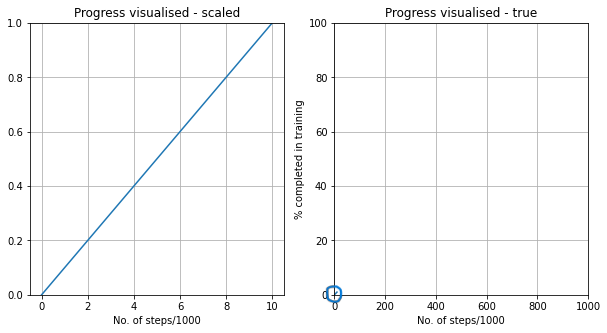 Progress visualised - scaled
1.0
0.8
0.6
0.4
0.2
0.0
0 2 4 6 8 10
No. of steps/1000
Progress visualised - true
% completed in training
100
80
60
40
20
0
0 200 400 600 800 1000
No. of steps/1000